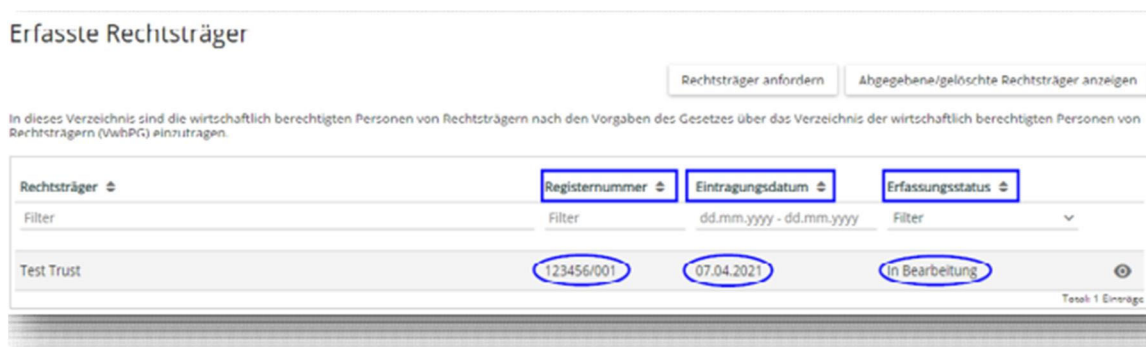 Erfasste Rechtsträger
Rechtsträger anfordern Abgegebene/gelöschte Rechtsträger anzeigen
In dieses Verzeichnis sind die wirtschaftlich berechtigten Personen von Rechtsträgern nach den Vorgaben des Gesetzes über das Verzeichnis der wirtschaftlich berechtigten Personen von
Rechtsträgern (VwbPG) einzutragen.
Rechtsträger Registernummer Eintragungsdatum Erfassungsstatus
Filter Filter dd.mm.yyyy - dd.mm.yyyy Filter
Test Trust 123456/001 07.04.2021 In Bearbeitung
Total: 1 Einträge